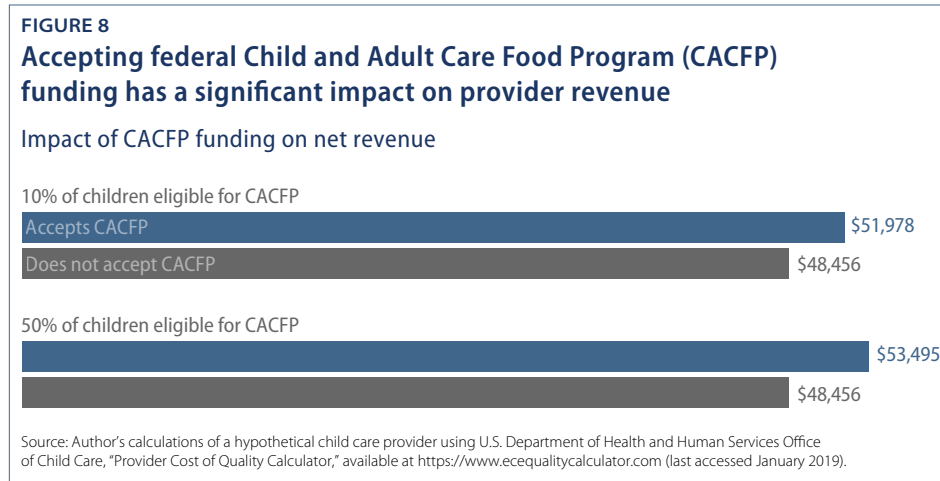 FIGURE 8
Accepting federal Child and Adult Care Food Program (CACFP)
funding has a significant impact on provider revenue
Impact of CACFP funding on net revenue
10% of children eligible for CACFP
Accepts CACFP
$51,978
Does not accept CACFP
$48,456
50% of children eligible for CACFP
$53,495
$48,456
Source: Author’s calculations of a hypothetical child care provider using U.S. Department of Health and Human Services Office
of Child Care, “Provider Cost of Quality Calculator,” available at https://www.ecequalitycalculator.com (last accessed January 2019).